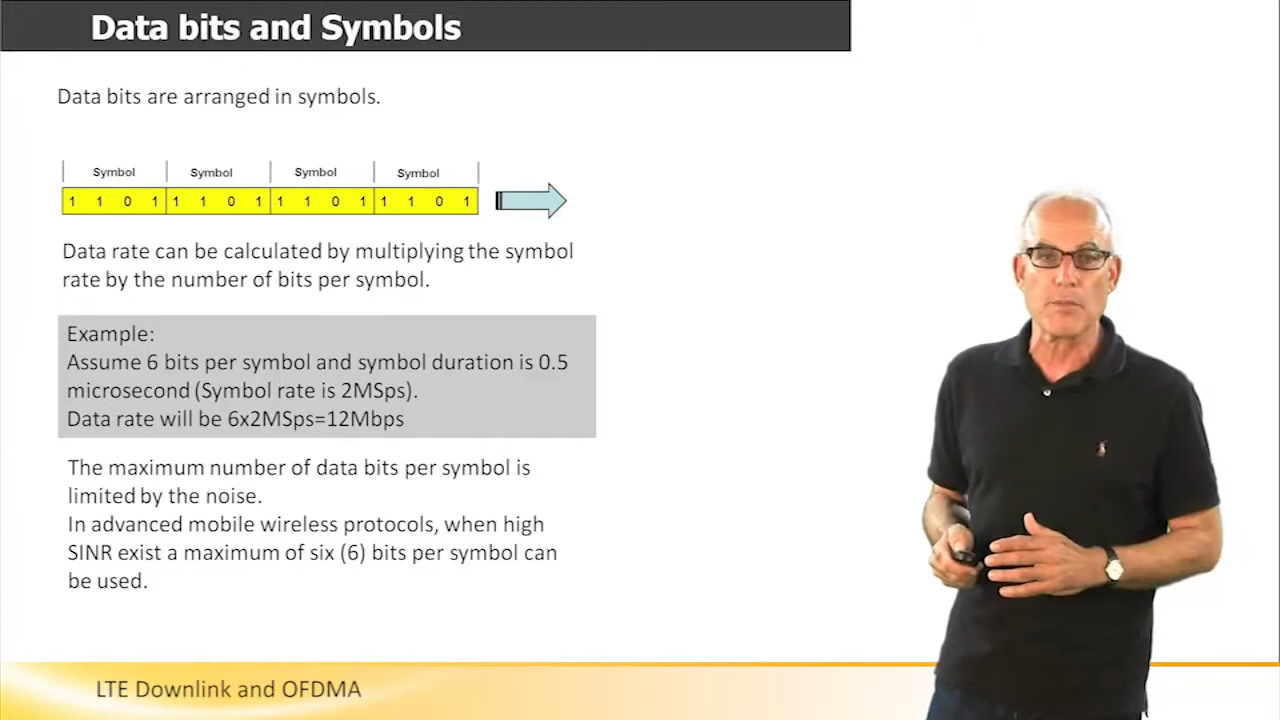 Data bits and Symbols
Data bits are arranged in symbols.
Symbol Symbol Symbol Symbol
1 1 0 1 1 1 0 1 1 1 0 1 1 1 0 1
Data rate can be calculated by multiplying the symbol
rate by the number of bits per symbol.
Example:
Assume 6 bits per symbol and symbol duration is 0.5
microsecond (Symbol rate is 2MSps).
Data rate will be 6x2MSps=12Mbps
The maximum number of data bits per symbol is
limited by the noise.
In advanced mobile wireless protocols, when high
SINR exist a maximum of six (6) bits per symbol can
be used.
LTE Downlink and OFDMA